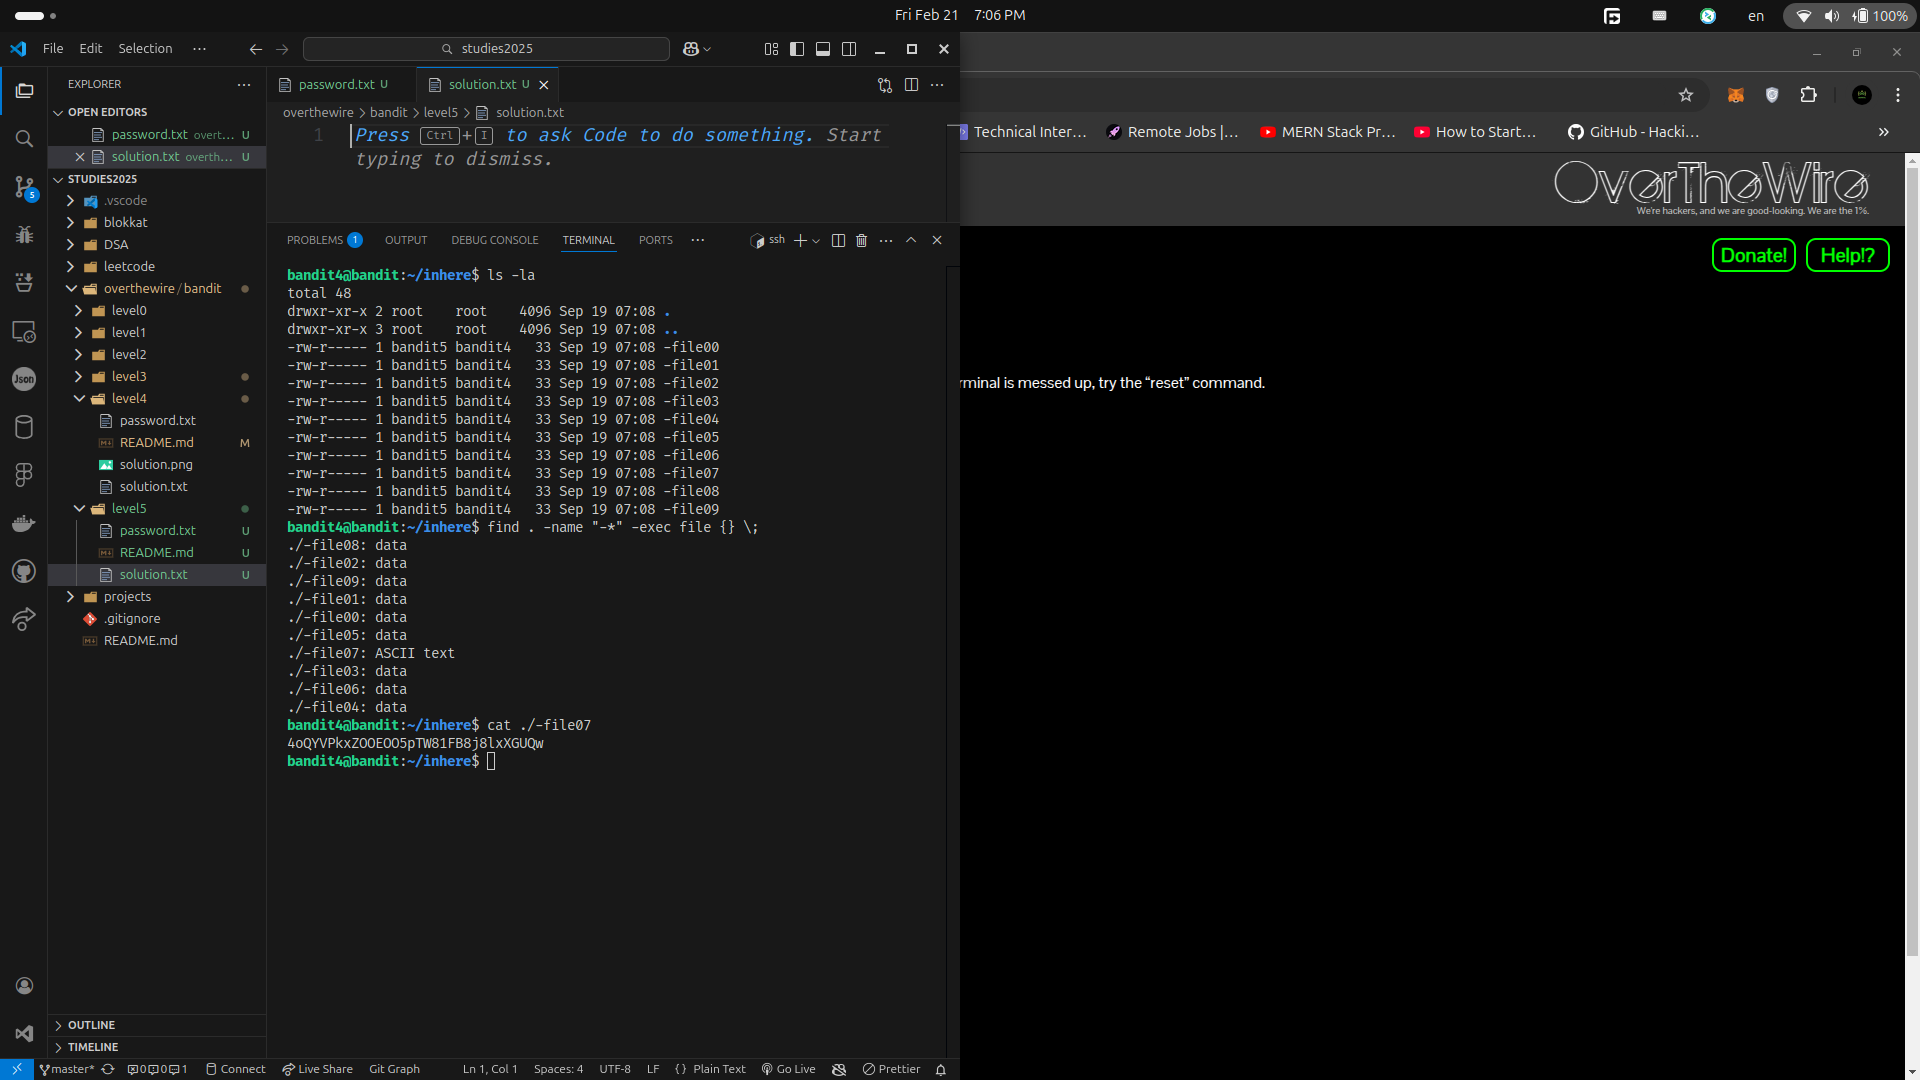 Fri Feb 21 7:06 PM
en
100%
File Edit Selection ···
studies2025
EXPLORER
OPEN EDITORS
password.txt overt... U
solution.txt overth... U
STUDIES2025
.vscode
blokkat
DSA
leetcode
overthewire / bandit
level0
level1
level2
level3
level4
password.txt
README.md M
solution.png
solution.txt
level5
password.txt U
README.md U
solution.txt U
projects
.gitignore
README.md
OUTLINE
TIMELINE
5
Json
password.txt U
solution.txt U
overthewire > bandit > level5 > solution.txt
1 Press Ctrl+I to ask Code to do something. Start
typing to dismiss.
PROBLEMS 1 OUTPUT DEBUG CONSOLE TERMINAL PORTS ··· ssh
bandit4@bandit:~/inhere$ ls -la
total 48
drwxr-xr-x 2 root    root    4096 Sep 19 07:08 .
drwxr-xr-x 3 root    root    4096 Sep 19 07:08 ..
-rw-r----- 1 bandit5 bandit4   33 Sep 19 07:08 -file00
-rw-r----- 1 bandit5 bandit4   33 Sep 19 07:08 -file01
-rw-r----- 1 bandit5 bandit4   33 Sep 19 07:08 -file02
-rw-r----- 1 bandit5 bandit4   33 Sep 19 07:08 -file03
-rw-r----- 1 bandit5 bandit4   33 Sep 19 07:08 -file04
-rw-r----- 1 bandit5 bandit4   33 Sep 19 07:08 -file05
-rw-r----- 1 bandit5 bandit4   33 Sep 19 07:08 -file06
-rw-r----- 1 bandit5 bandit4   33 Sep 19 07:08 -file07
-rw-r----- 1 bandit5 bandit4   33 Sep 19 07:08 -file08
-rw-r----- 1 bandit5 bandit4   33 Sep 19 07:08 -file09
bandit4@bandit:~/inhere$ find . -name "-*" -exec file {} \;
./-file08: data
./-file02: data
./-file09: data
./-file01: data
./-file00: data
./-file05: data
./-file07: ASCII text
./-file03: data
./-file06: data
./-file04: data
bandit4@bandit:~/inhere$ cat ./-file07
4oQYVPkxZOOEOO5pTW81FB8j8lxXGUQw
bandit4@bandit:~/inhere$
master* 0 0 1 Connect Live Share Git Graph Ln 1, Col 1 Spaces: 4 UTF-8 LF {} Plain Text Go Live Prettier
Technical Inter... Remote Jobs |... MERN Stack Pr... How to Start... GitHub - Hacki... »
OverTheWire
We're hackers, and we are good-looking. We are the 1%.
Donate! Help!?
rminal is messed up, try the “reset” command.